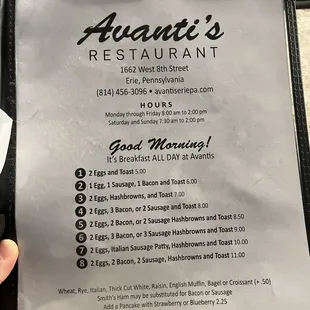 Avanti's
RESTAURANT
1662 West 8th Street
Erie, Pennsylvania
(814) 456-3096 • avantiseriepa.com
HOURS
Monday through Friday 8:00 am to 2:00 pm
Saturday and Sunday 7:30 am to 2:00 pm
Good Morning!
It's Breakfast ALL DAY at Avantis
1 2 Eggs and Toast 5.00
2 1 Egg, 1 Sausage, 1 Bacon and Toast 6.00
3 2 Eggs, Hashbrowns, and Toast 7.00
4 2 Eggs, 3 Bacon, or 2 Sausage and Toast 8.00
5 2 Eggs, 2 Bacon, or 2 Sausage Hashbrowns and Toast 8.50
6 2 Eggs, 3 Bacon, or 3 Sausage Hashbrowns and Toast 9.00
7 2 Eggs, Italian Sausage Patty, Hashbrowns and Toast 10.00
8 2 Eggs, 2 Bacon, 2 Sausage, Hashbrowns and Toast 11.00
Wheat, Rye, Italian, Thick Cut White, Raisin, English Muffin, Bagel or Croissant (+ .50)
Smith's Ham may be substituted for Bacon or Sausage
Add a Pancake with Strawberry or Blueberry 2.25